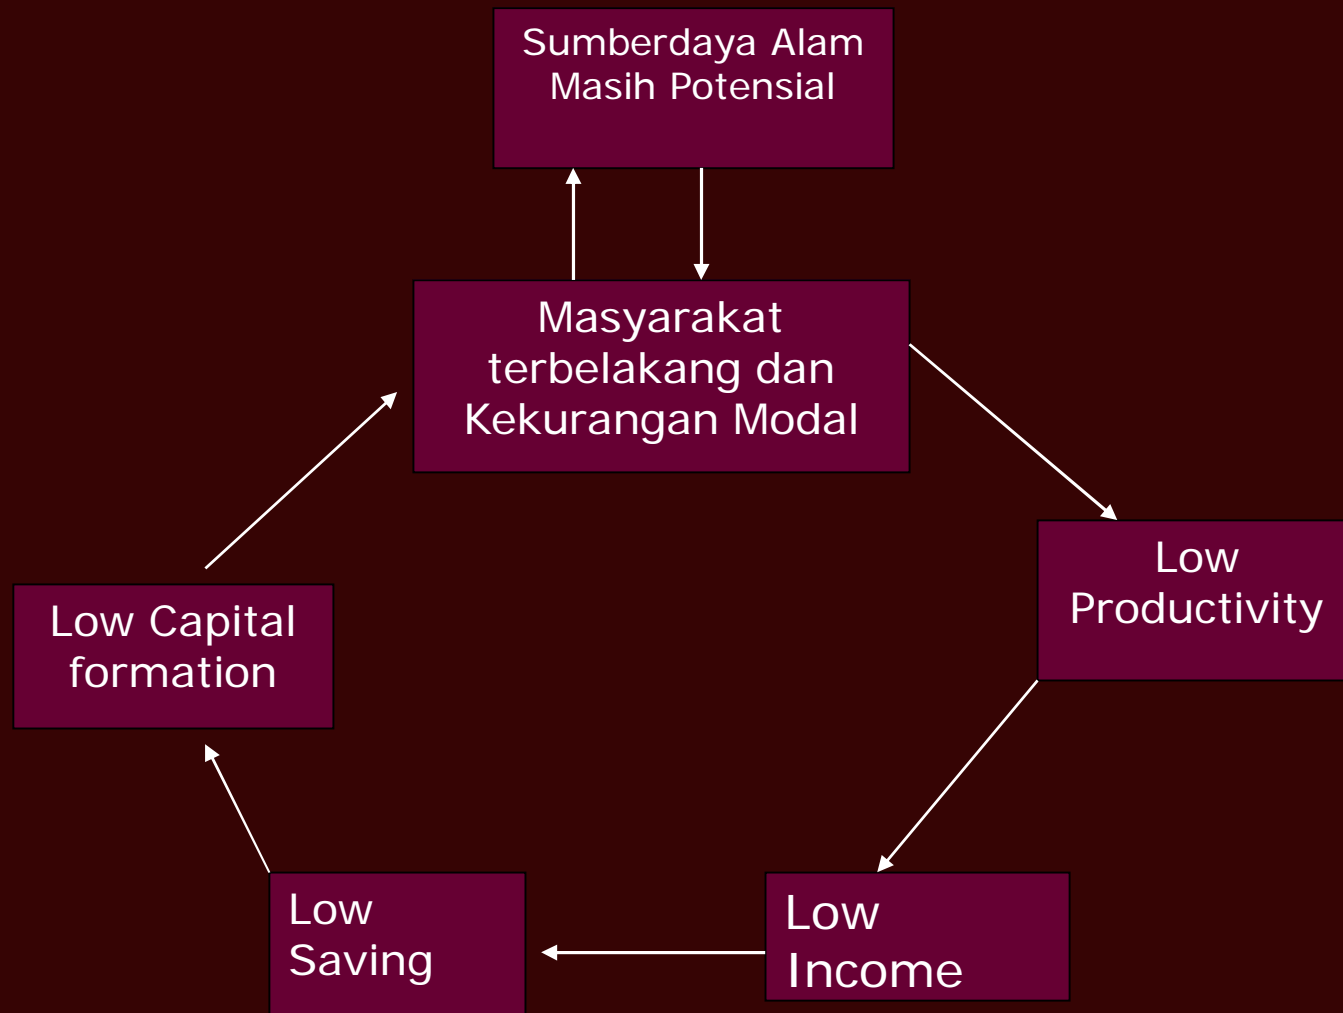 Sumberdaya Alam
Masih Potensial
Masyarakat
terbelakang dan
Kekurangan Modal
Low
Productivity
Low
Income
Low
Saving
Low Capital
formation